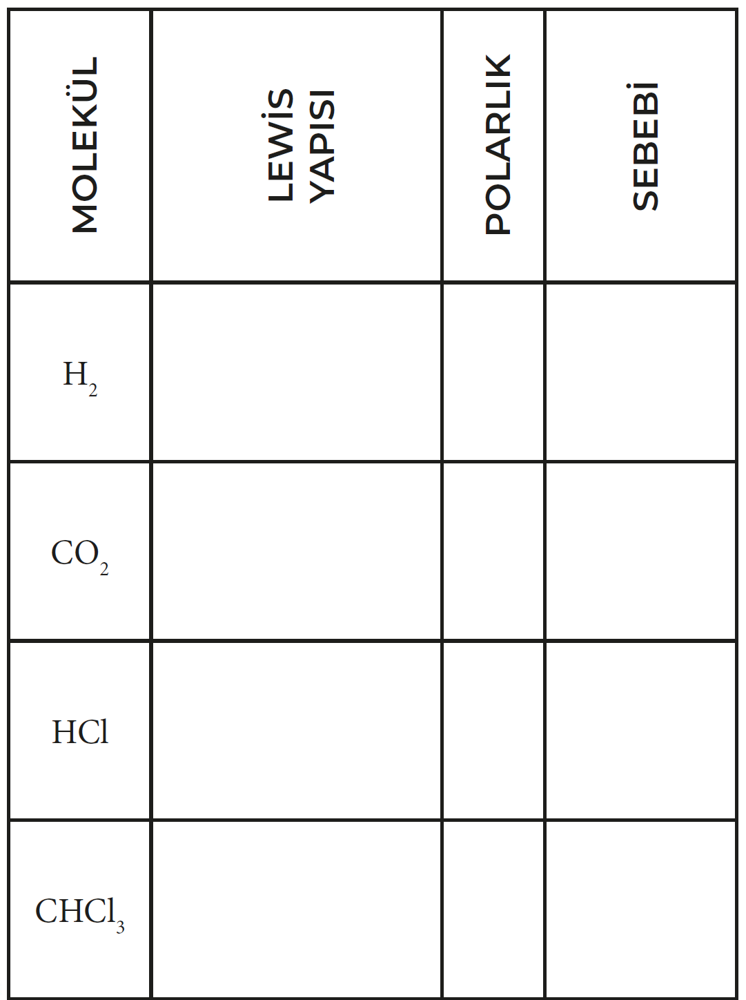 MOLEKÜL
LEWİS
YAPISI
POLARLIK
SEBEBİ
H₂
CO₂
HCl
CHCl₃